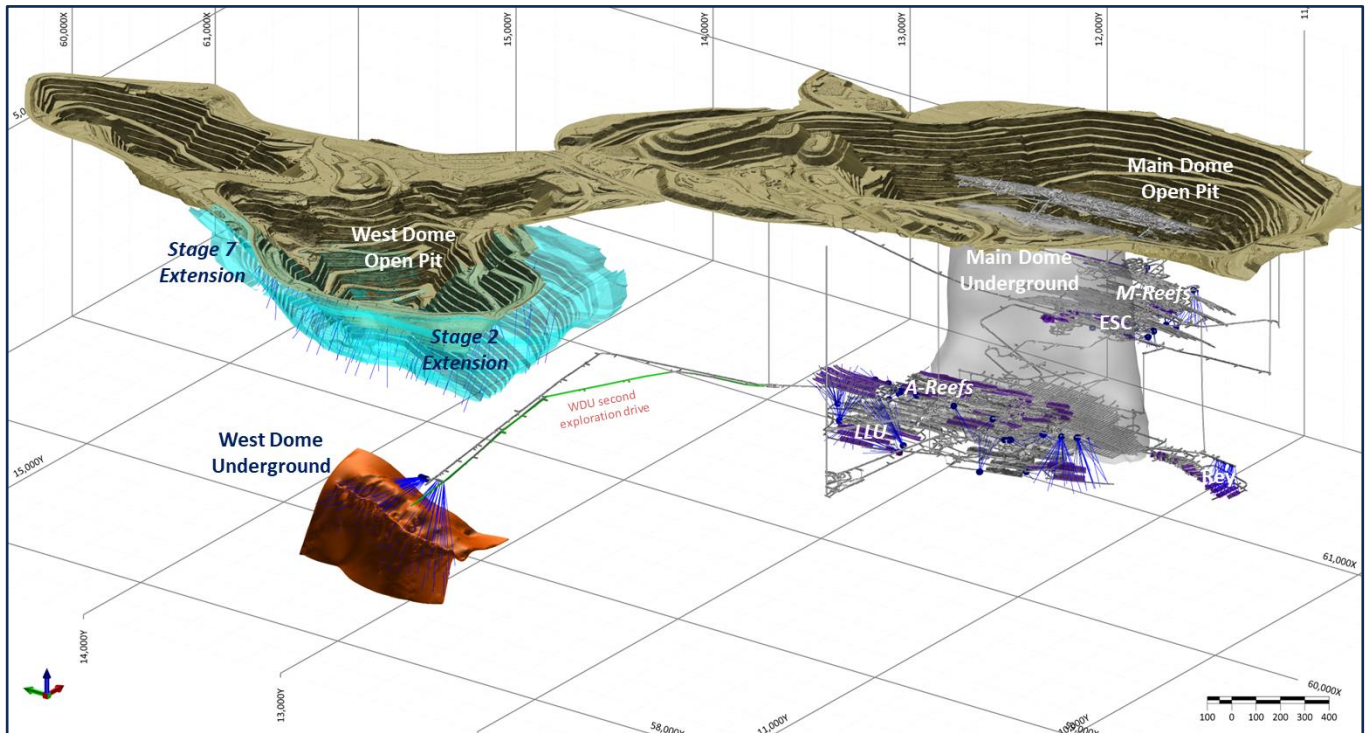 60,000X
61,000X
15,000Y
14,000Y
13,000Y
12,000Y
Main Dome
Open Pit
West Dome
Open Pit
Stage 7
Extension
Main Dome
Underground
M-Reefs
ESC
Stage 2
Extension
A-Reefs
WDU second
exploration drive
LLU
West Dome
Underground
Rey
15,000Y
61,000X
14,000Y
13,000Y
58,000X
11,000Y
60,000X
100 0 100 200 300 400